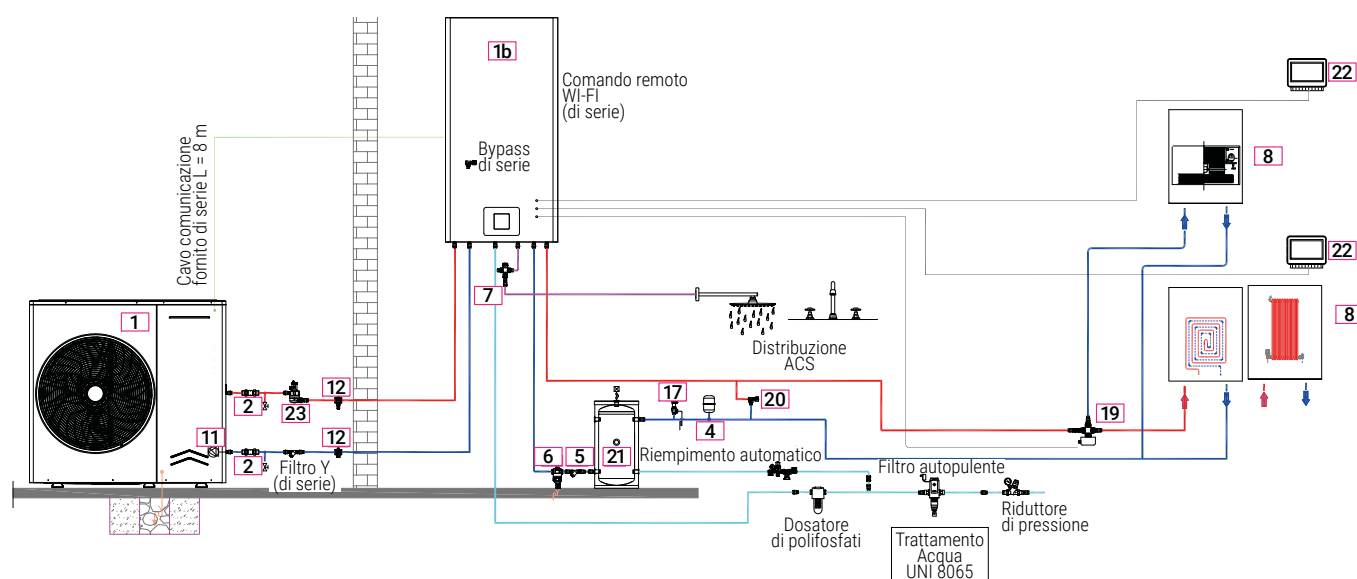 1b
22
Comando remoto
WI-FI
(di serie)
Cavo comunicazione
fornito di serie L = 8 m
Bypass
di serie
8
22
7
1
8
Distribuzione
ACS
12
2
23
17
20
19
4
11
12
2
Filtro Y
(di serie)
6
5
21
Riempimento automatico
Filtro autopulente
Dosatore
di polifosfati
Riduttore
di pressione
Trattamento
Acqua
UNI 8065